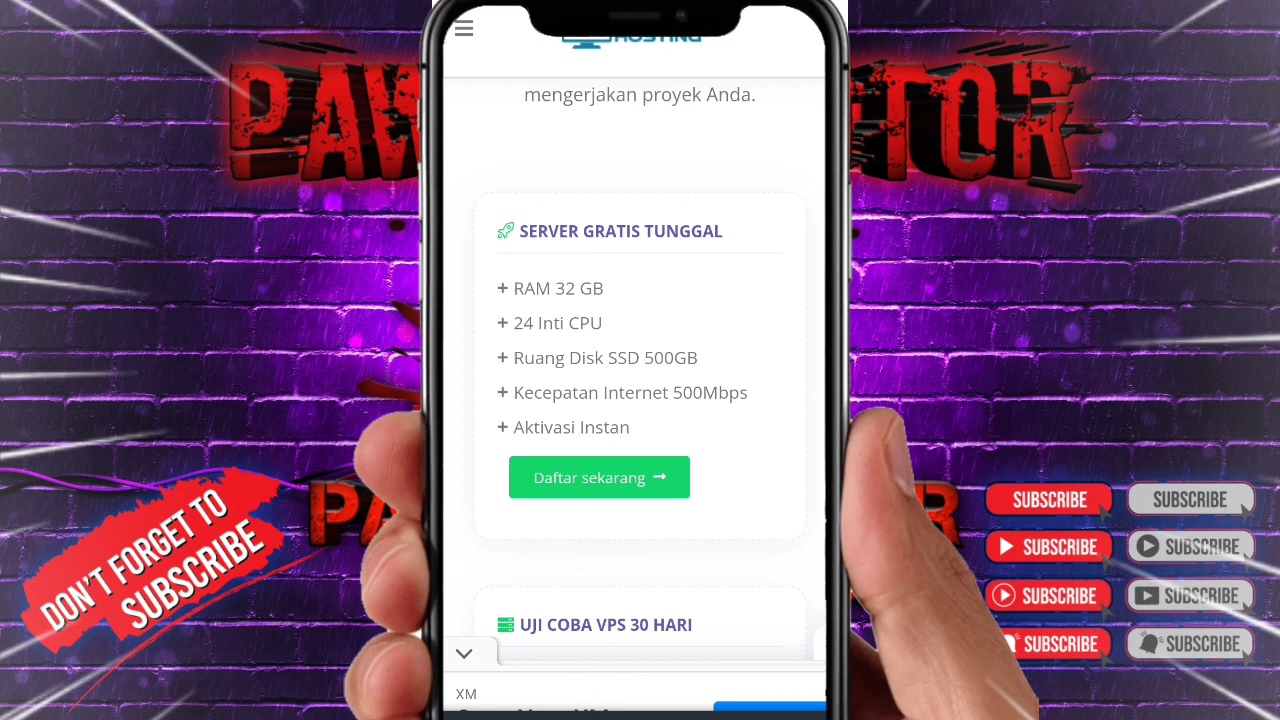 HOSTING
mengerjakan proyek Anda.
SERVER GRATIS TUNGGAL
+ RAM 32 GB
+ 24 Inti CPU
+ Ruang Disk SSD 500GB
+ Kecepatan Internet 500Mbps
+ Aktivasi Instan
Daftar sekarang →
UJI COBA VPS 30 HARI
XM
DON'T FORGET TO
SUBSCRIBE
SUBSCRIBE SUBSCRIBE
SUBSCRIBE SUBSCRIBE
SUBSCRIBE SUBSCRIBE
SUBSCRIBE SUBSCRIBE